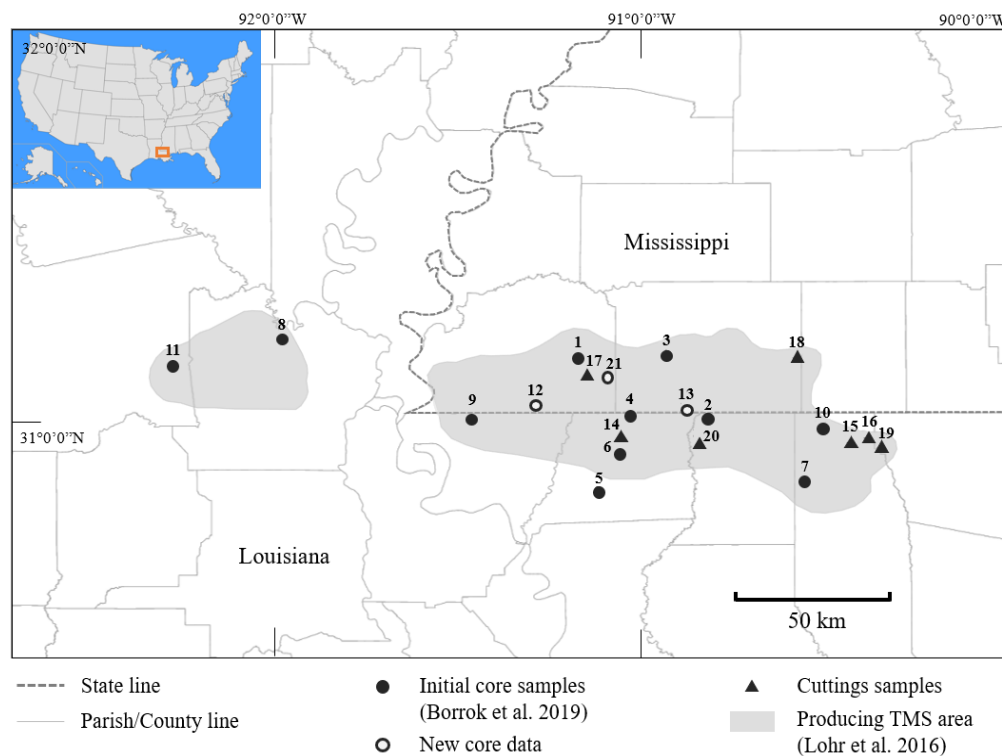 92°0'0”W 91°0'0”W 90°0'0”W
32°0'0”N
Mississippi
8
1
3
18
11
17
21
12
13
9
4
2
14
20
10
15
16
19
31°0'0”N
6
7
5
Louisiana
50 km
State line
Parish/County line
Initial core samples
(Borrok et al. 2019)
New core data
Cuttings samples
Producing TMS area
(Lohr et al. 2016)